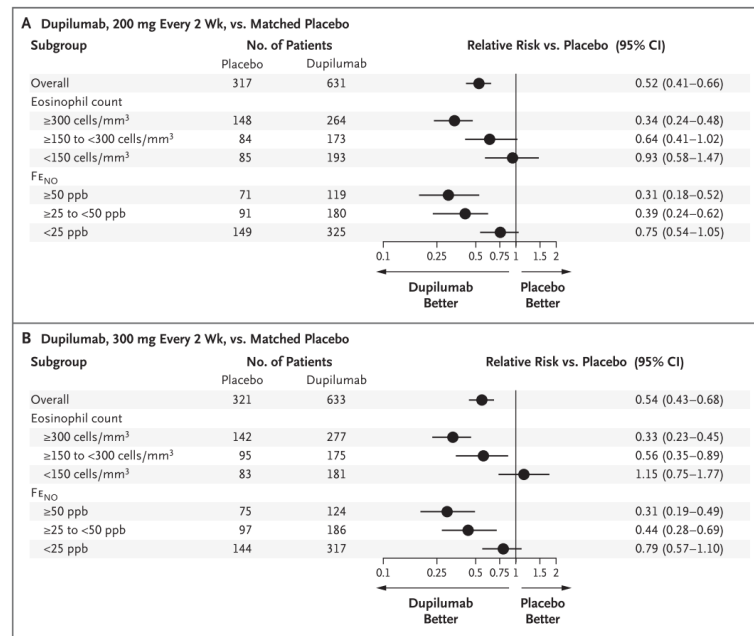 A Dupilumab, 200 mg Every 2 Wk, vs. Matched Placebo
Subgroup No. of Patients Relative Risk vs. Placebo (95% CI)
Placebo Dupilumab
Overall 317 631 0.52 (0.41–0.66)
Eosinophil count
≥300 cells/mm³ 148 264 0.34 (0.24–0.48)
≥150 to <300 cells/mm³ 84 173 0.64 (0.41–1.02)
<150 cells/mm³ 85 193 0.93 (0.58–1.47)
FENO
≥50 ppb 71 119 0.31 (0.18–0.52)
≥25 to <50 ppb 91 180 0.39 (0.24–0.62)
<25 ppb 149 325 0.75 (0.54–1.05)
0.1 0.25 0.5 0.75 1 1.5 2
Dupilumab Placebo
Better Better
B Dupilumab, 300 mg Every 2 Wk, vs. Matched Placebo
Subgroup No. of Patients Relative Risk vs. Placebo (95% CI)
Placebo Dupilumab
Overall 321 633 0.54 (0.43–0.68)
Eosinophil count
≥300 cells/mm³ 142 277 0.33 (0.23–0.45)
≥150 to <300 cells/mm³ 95 175 0.56 (0.35–0.89)
<150 cells/mm³ 83 181 1.15 (0.75–1.77)
FENO
≥50 ppb 75 124 0.31 (0.19–0.49)
≥25 to <50 ppb 97 186 0.44 (0.28–0.69)
<25 ppb 144 317 0.79 (0.57–1.10)
0.1 0.25 0.5 0.75 1 1.5 2
Dupilumab Placebo
Better Better